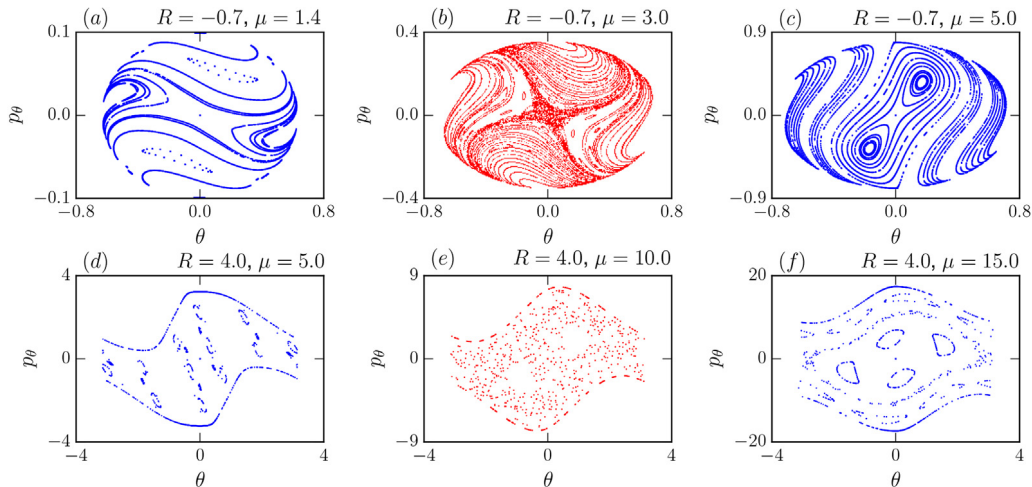 (a) R = −0.7, μ = 1.4
0.1
0.0
−0.1
pθ
−0.8 0.0 0.8
θ
(b) R = −0.7, μ = 3.0
0.4
0.0
−0.4
pθ
−0.8 0.0 0.8
θ
(c) R = −0.7, μ = 5.0
0.9
0.0
−0.9
pθ
−0.8 0.0 0.8
θ
(d) R = 4.0, μ = 5.0
4
0
−4
pθ
−4 0 4
θ
(e) R = 4.0, μ = 10.0
9
0
−9
pθ
−4 0 4
θ
(f) R = 4.0, μ = 15.0
20
0
−20
pθ
−4 0 4
θ